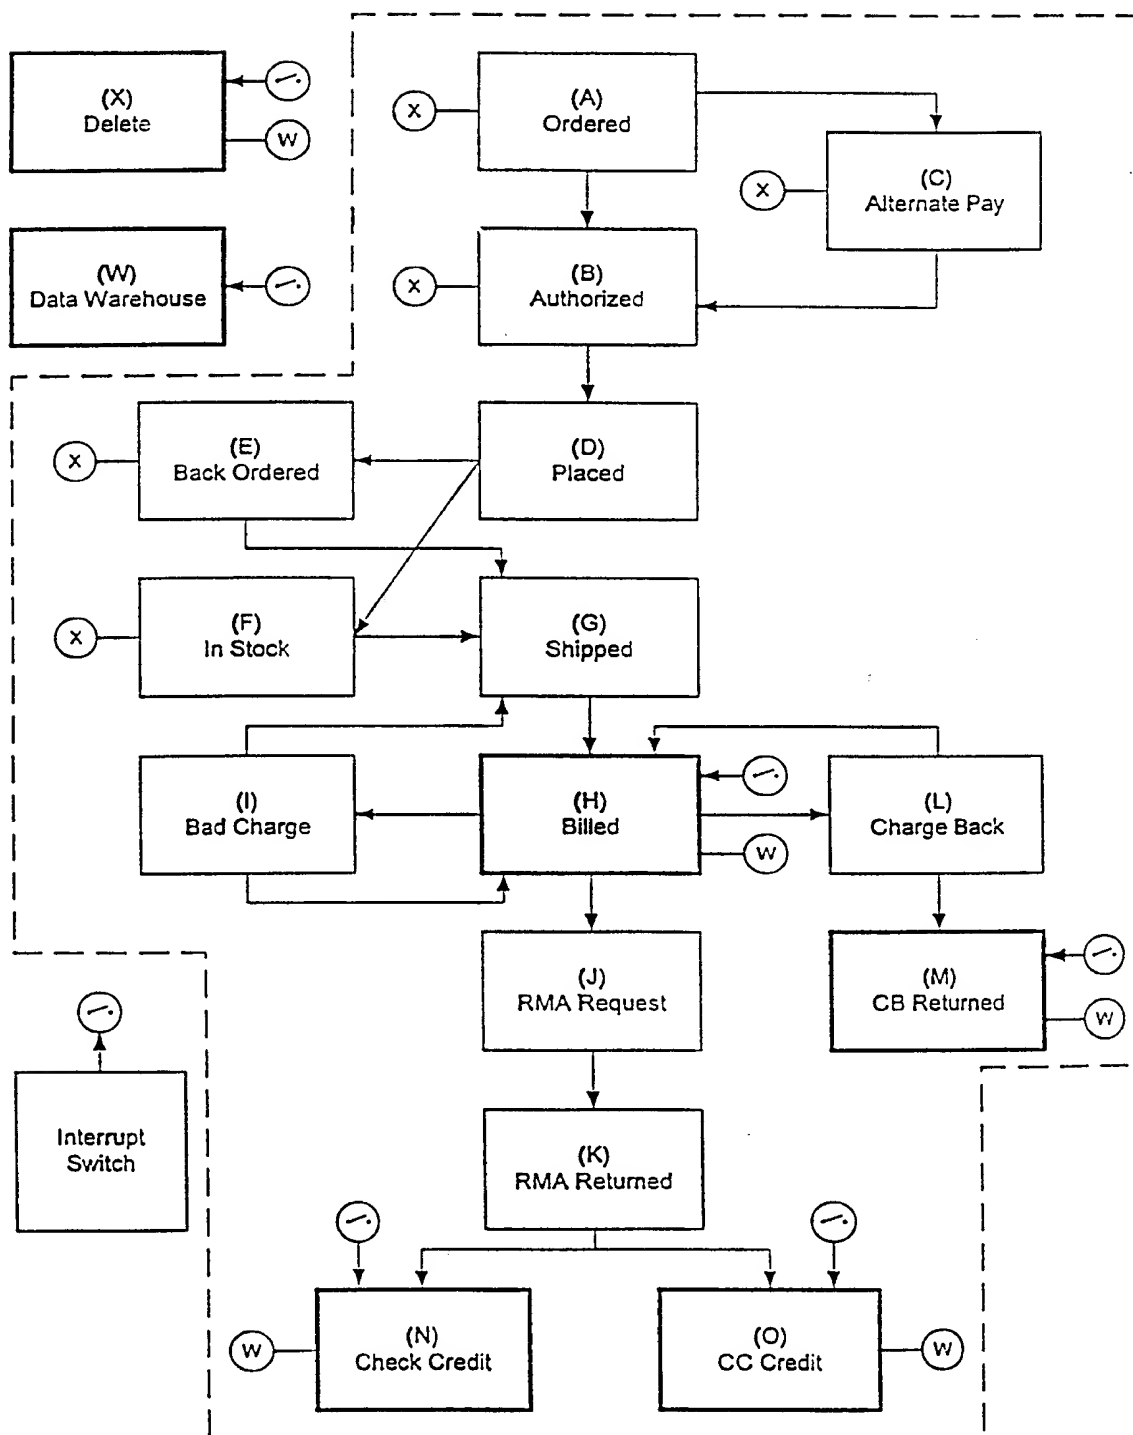 (X)
Delete
W
X
(A)
Ordered
(C)
Alternate Pay
X
(W)
Data Warehouse
X
(B)
Authorized
X
(E)
Back Ordered
(D)
Placed
X
(F)
In Stock
(G)
Shipped
(I)
Bad Charge
(H)
Billed
W
(L)
Charge Back
(J)
RMA Request
(M)
CB Returned
W
Interrupt
Switch
(K)
RMA Returned
W
(N)
Check Credit
(O)
CC Credit
W